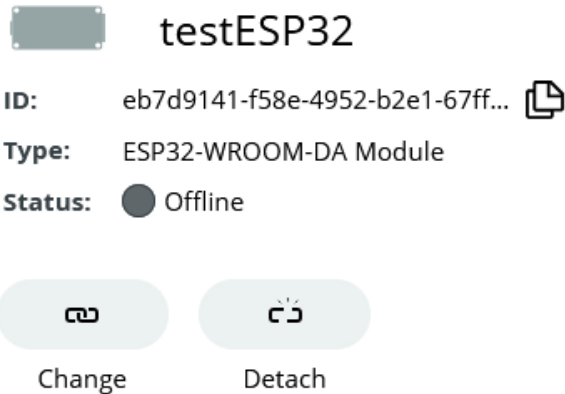 testESP32
ID: eb7d9141-f58e-4952-b2e1-67ff...
Type: ESP32-WROOM-DA Module
Status: Offline
Change Detach